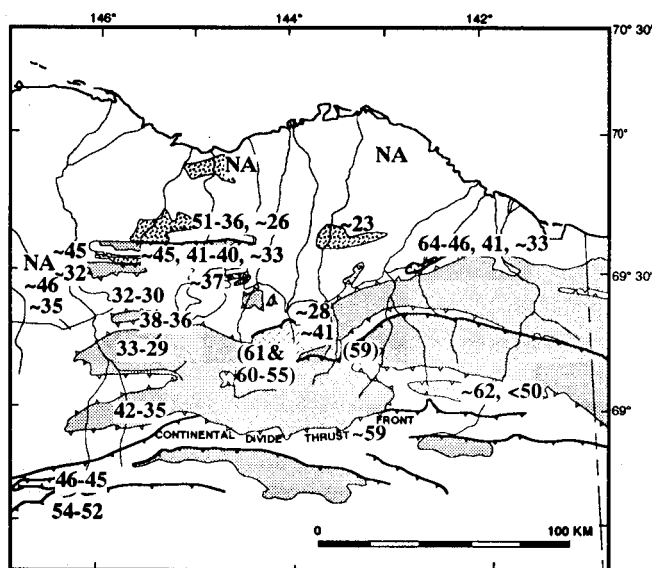 146° 144° 142° 70° 30'
70°
NA NA
51-36, ~26 ~23
64-46, 41, ~33
~45 ~45, 41-40, ~33
NA ~32 ~37
69° 30'
~46
~35 32-30
~28
38-36 ~41
33-29 (61& (59)
60-55)
~62, <50
42-35 69°
CONTINENTAL DIVIDE THRUST FRONT
~59
46-45
54-52
0 100 KM